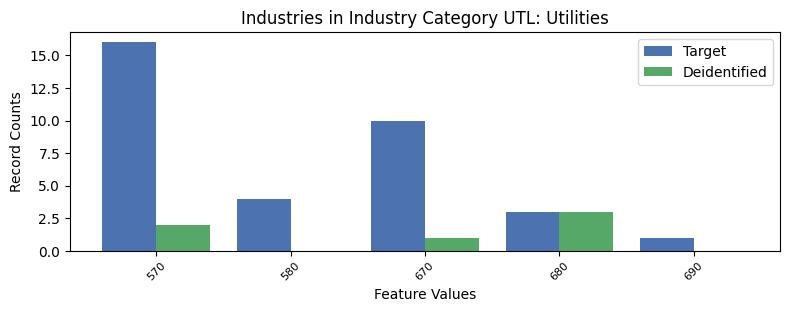 Industries in Industry Category UTL: Utilities
Target
Deidentified
Record Counts
15.0
12.5
10.0
7.5
5.0
2.5
0.0
570
580
670
680
690
Feature Values